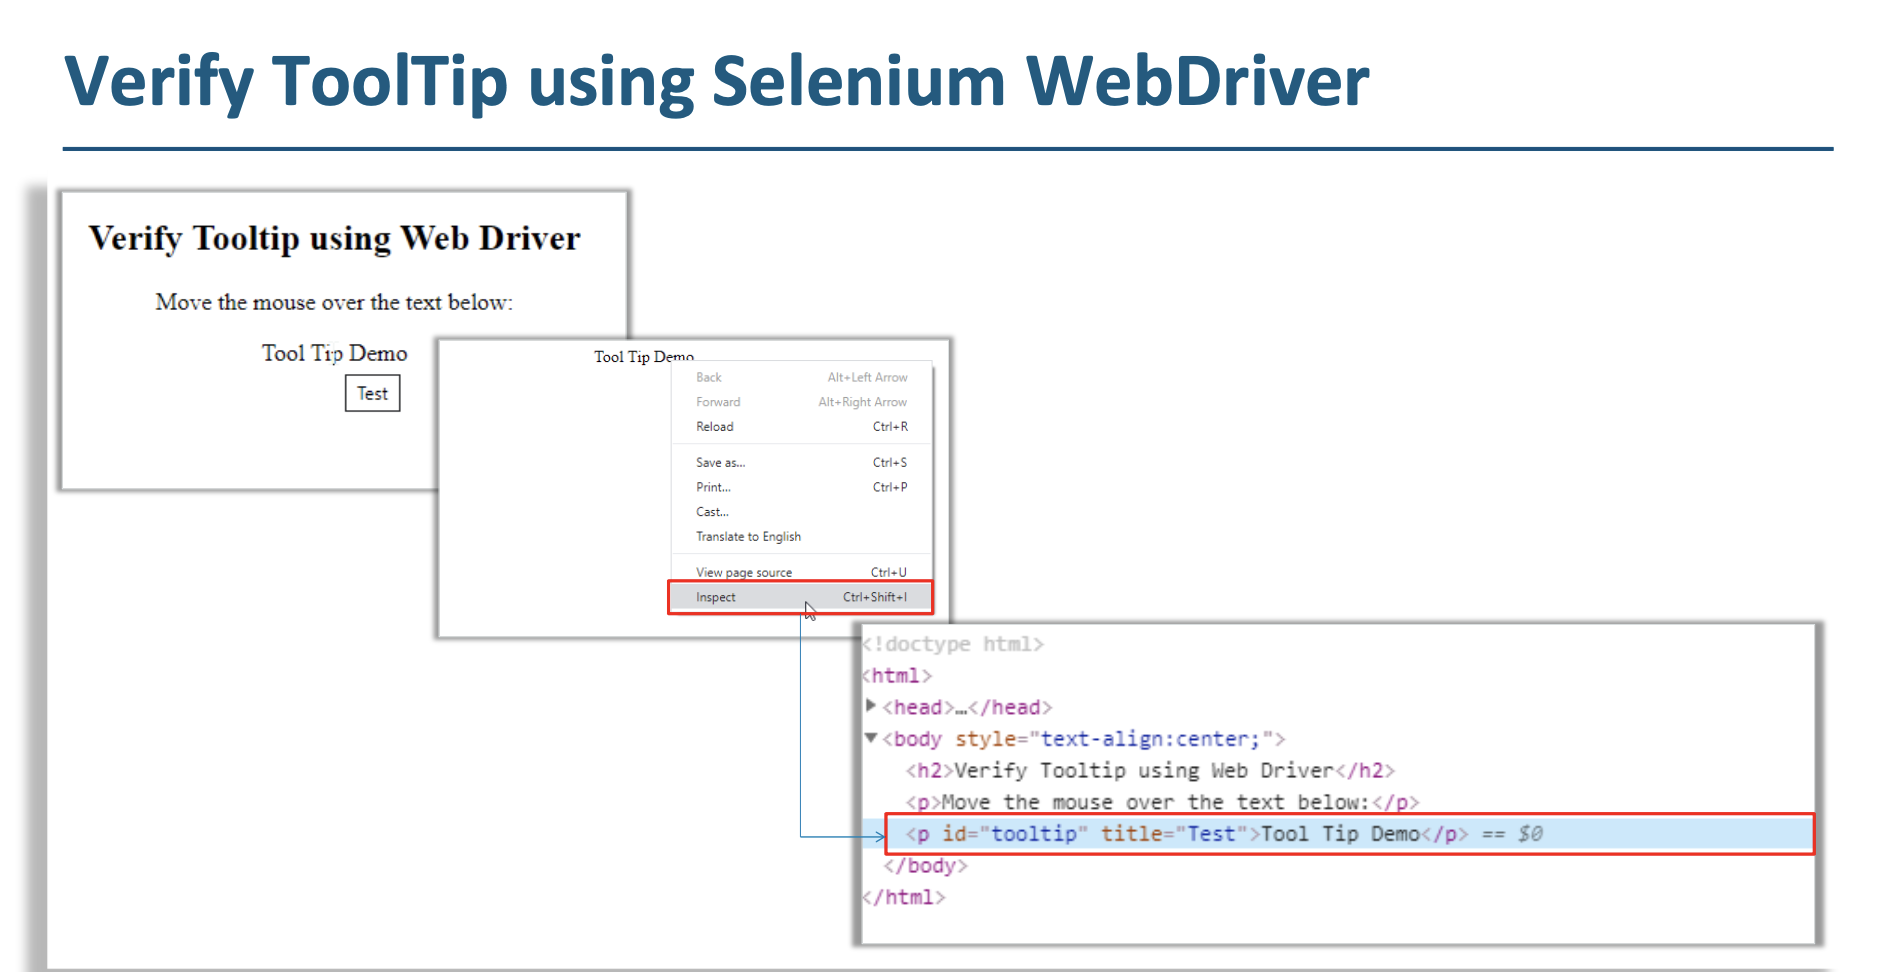 Verify ToolTip using Selenium WebDriver
Verify Tooltip using Web Driver
Move the mouse over the text below:
Tool Tip Demo
Test
Tool Tip Demo
Back Alt+Left Arrow
Forward Alt+Right Arrow
Reload Ctrl+R
Save as... Ctrl+S
Print... Ctrl+P
Cast...
Translate to English
View page source Ctrl+U
Inspect Ctrl+Shift+I
<!doctype html>
<html>
<head>…</head>
<body style="text-align:center;">
<h2>Verify Tooltip using Web Driver</h2>
<p>Move the mouse over the text below:</p>
<p id="tooltip" title="Test">Tool Tip Demo</p> == $0
</body>
</html>